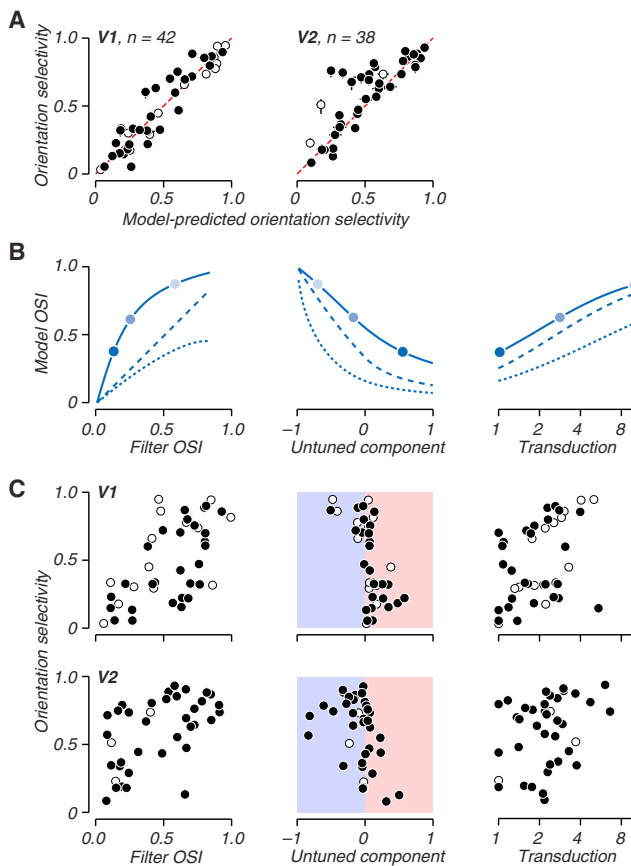 A
V1, n = 42
V2, n = 38
Orientation selectivity
1.0
0.5
0
0 0.5 1.0
0 0.5 1.0
Model-predicted orientation selectivity
B
Model OSI
1.0
0.5
0
0.0 0.5 1.0
Filter OSI
−1 0 1
Untuned component
1 2 4 8
Transduction
C
V1
Orientation selectivity
1.0
0.5
0
V2
1.0
0.5
0
0.0 0.5 1.0
Filter OSI
−1 0 1
Untuned component
1 2 4 8
Transduction